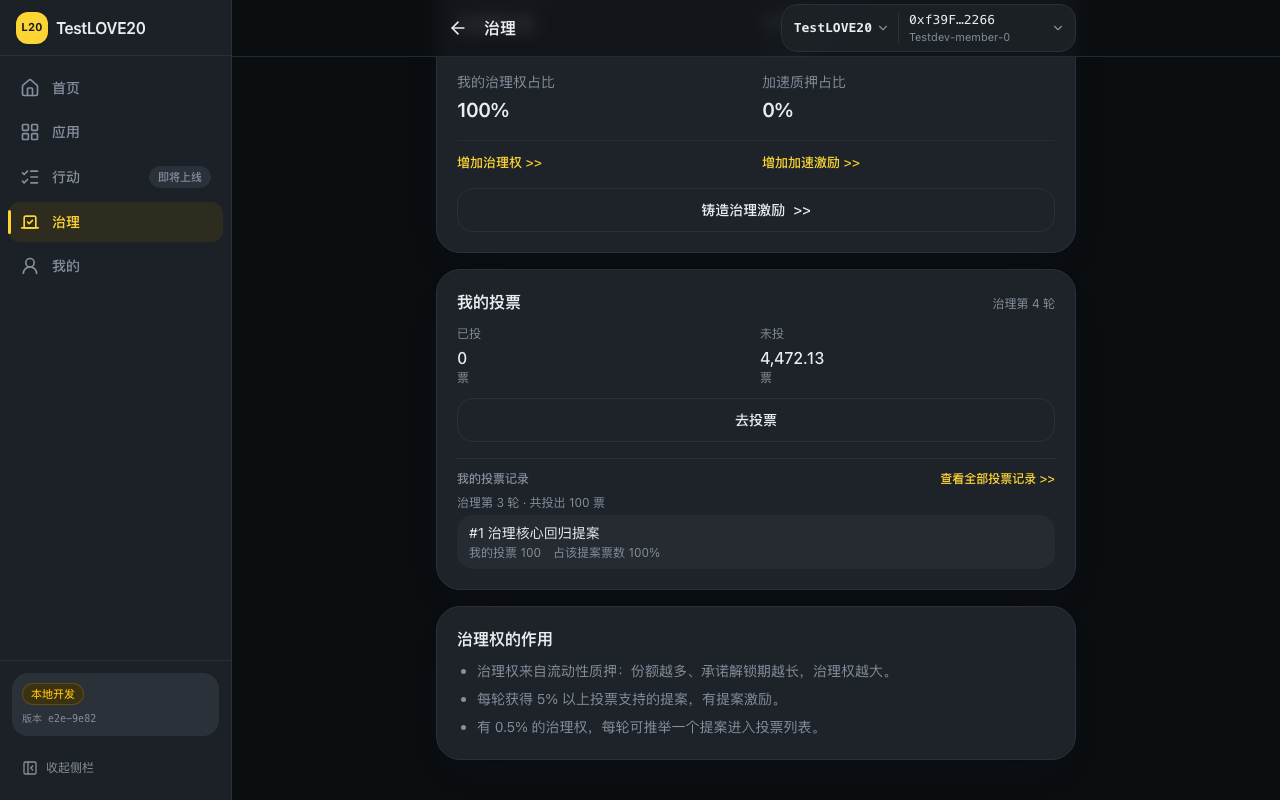 L20 TestLOVE20
首页
应用
行动 即将上线
治理
我的
本地开发
版本 e2e-9e82
收起侧栏
治理
TestLOVE20
0xf39F…2266
Testdev-member-0
我的治理权占比 加速质押占比
100% 0%
增加治理权 >> 增加加速激励 >>
铸造治理激励 >>
我的投票 治理第 4 轮
已投 未投
0 4,472.13
票 票
去投票
我的投票记录 查看全部投票记录 >>
治理第 3 轮 · 共投出 100 票
#1 治理核心回归提案
我的投票 100 占该提案票数 100%
治理权的作用
• 治理权来自流动性质押：份额越多、承诺解锁期越长，治理权越大。
• 每轮获得 5% 以上投票支持的提案，有提案激励。
• 有 0.5% 的治理权，每轮可推举一个提案进入投票列表。